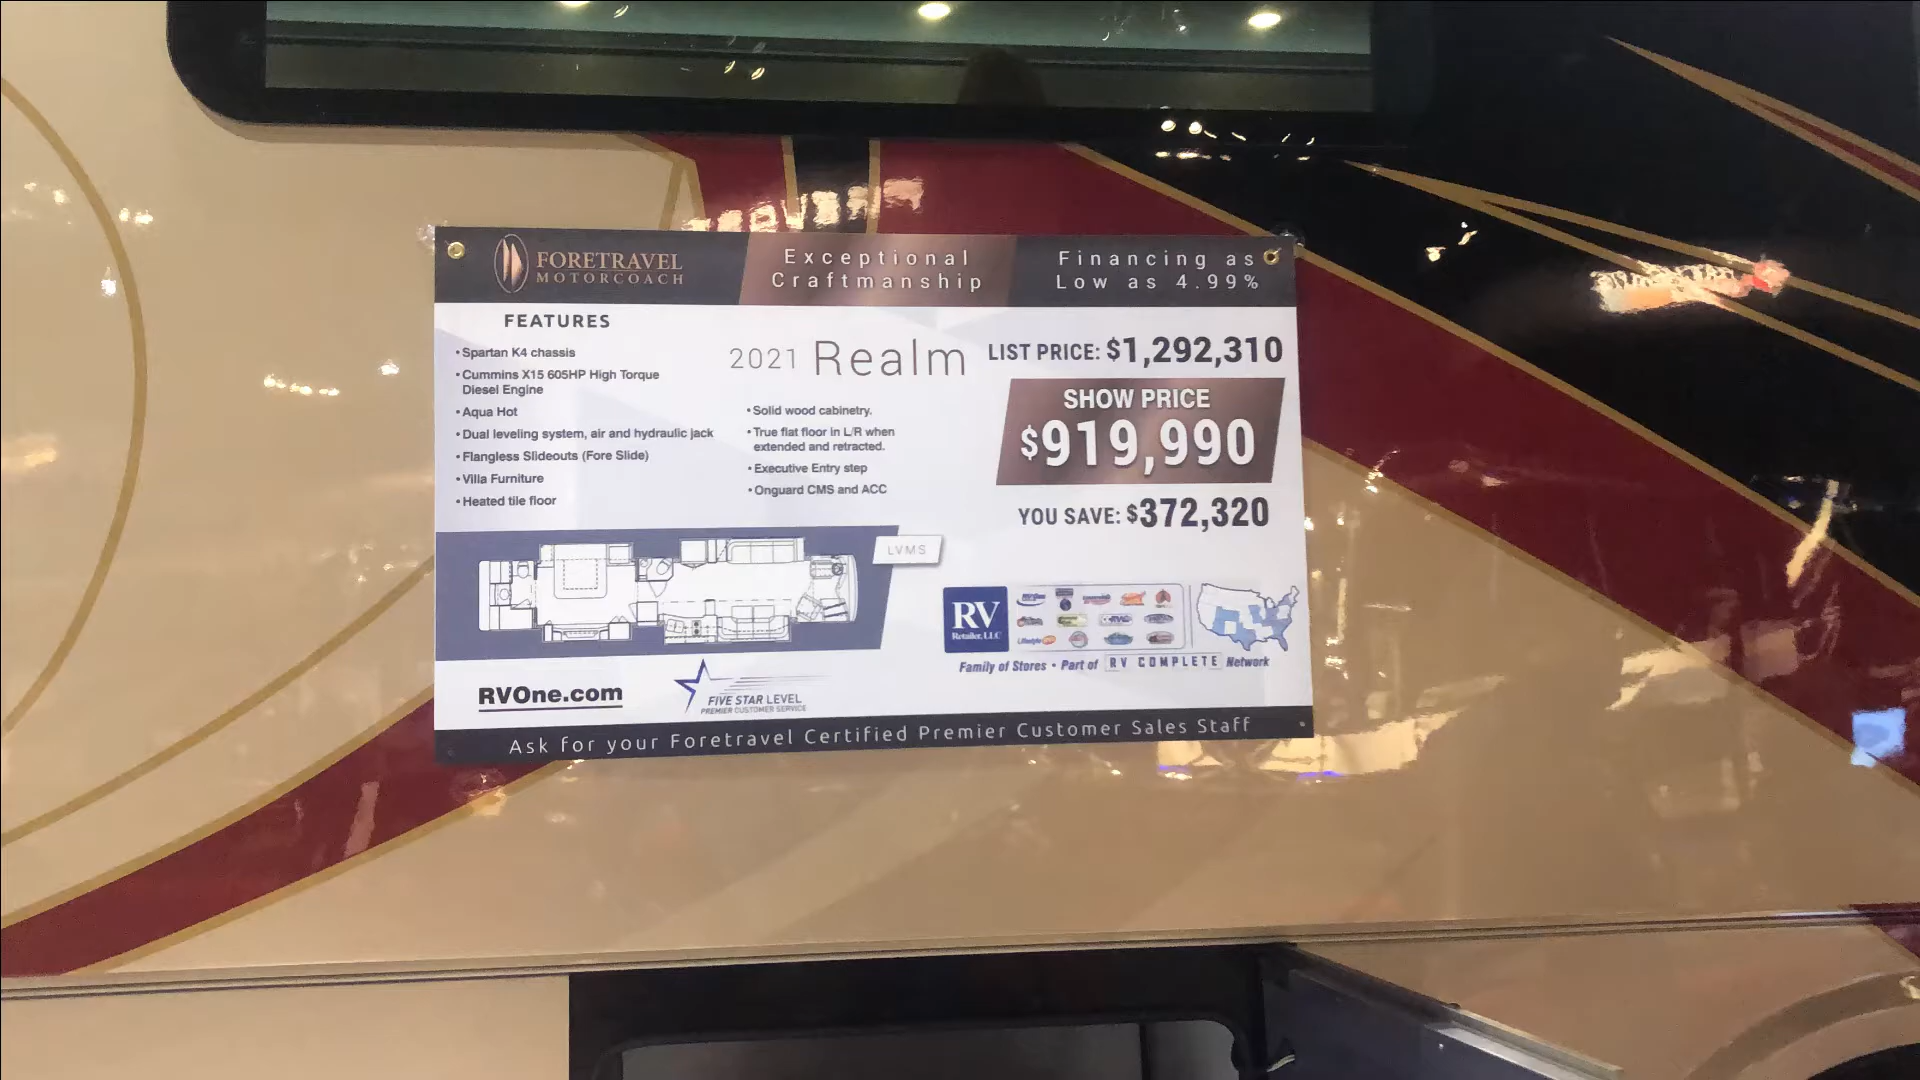 FORETRAVEL
MOTORCOACH
Exceptional
Craftmanship
Financing as
Low as 4.99%
FEATURES
• Spartan K4 chassis
• Cummins X15 605HP High Torque
Diesel Engine
• Aqua Hot
• Dual leveling system, air and hydraulic jack
• Flangless Slideouts (Fore Slide)
• Villa Furniture
• Heated tile floor
2021 Realm
• Solid wood cabinetry.
• True flat floor in L/R when
extended and retracted.
• Executive Entry step
• Onguard CMS and ACC
LIST PRICE: $1,292,310
SHOW PRICE
$919,990
YOU SAVE: $372,320
LVMS
RV
Retailer, LLC
Family of Stores • Part of RV COMPLETE Network
RVOne.com
FIVE STAR LEVEL
PREMIER CUSTOMER SERVICE
Ask for your Foretravel Certified Premier Customer Sales Staff